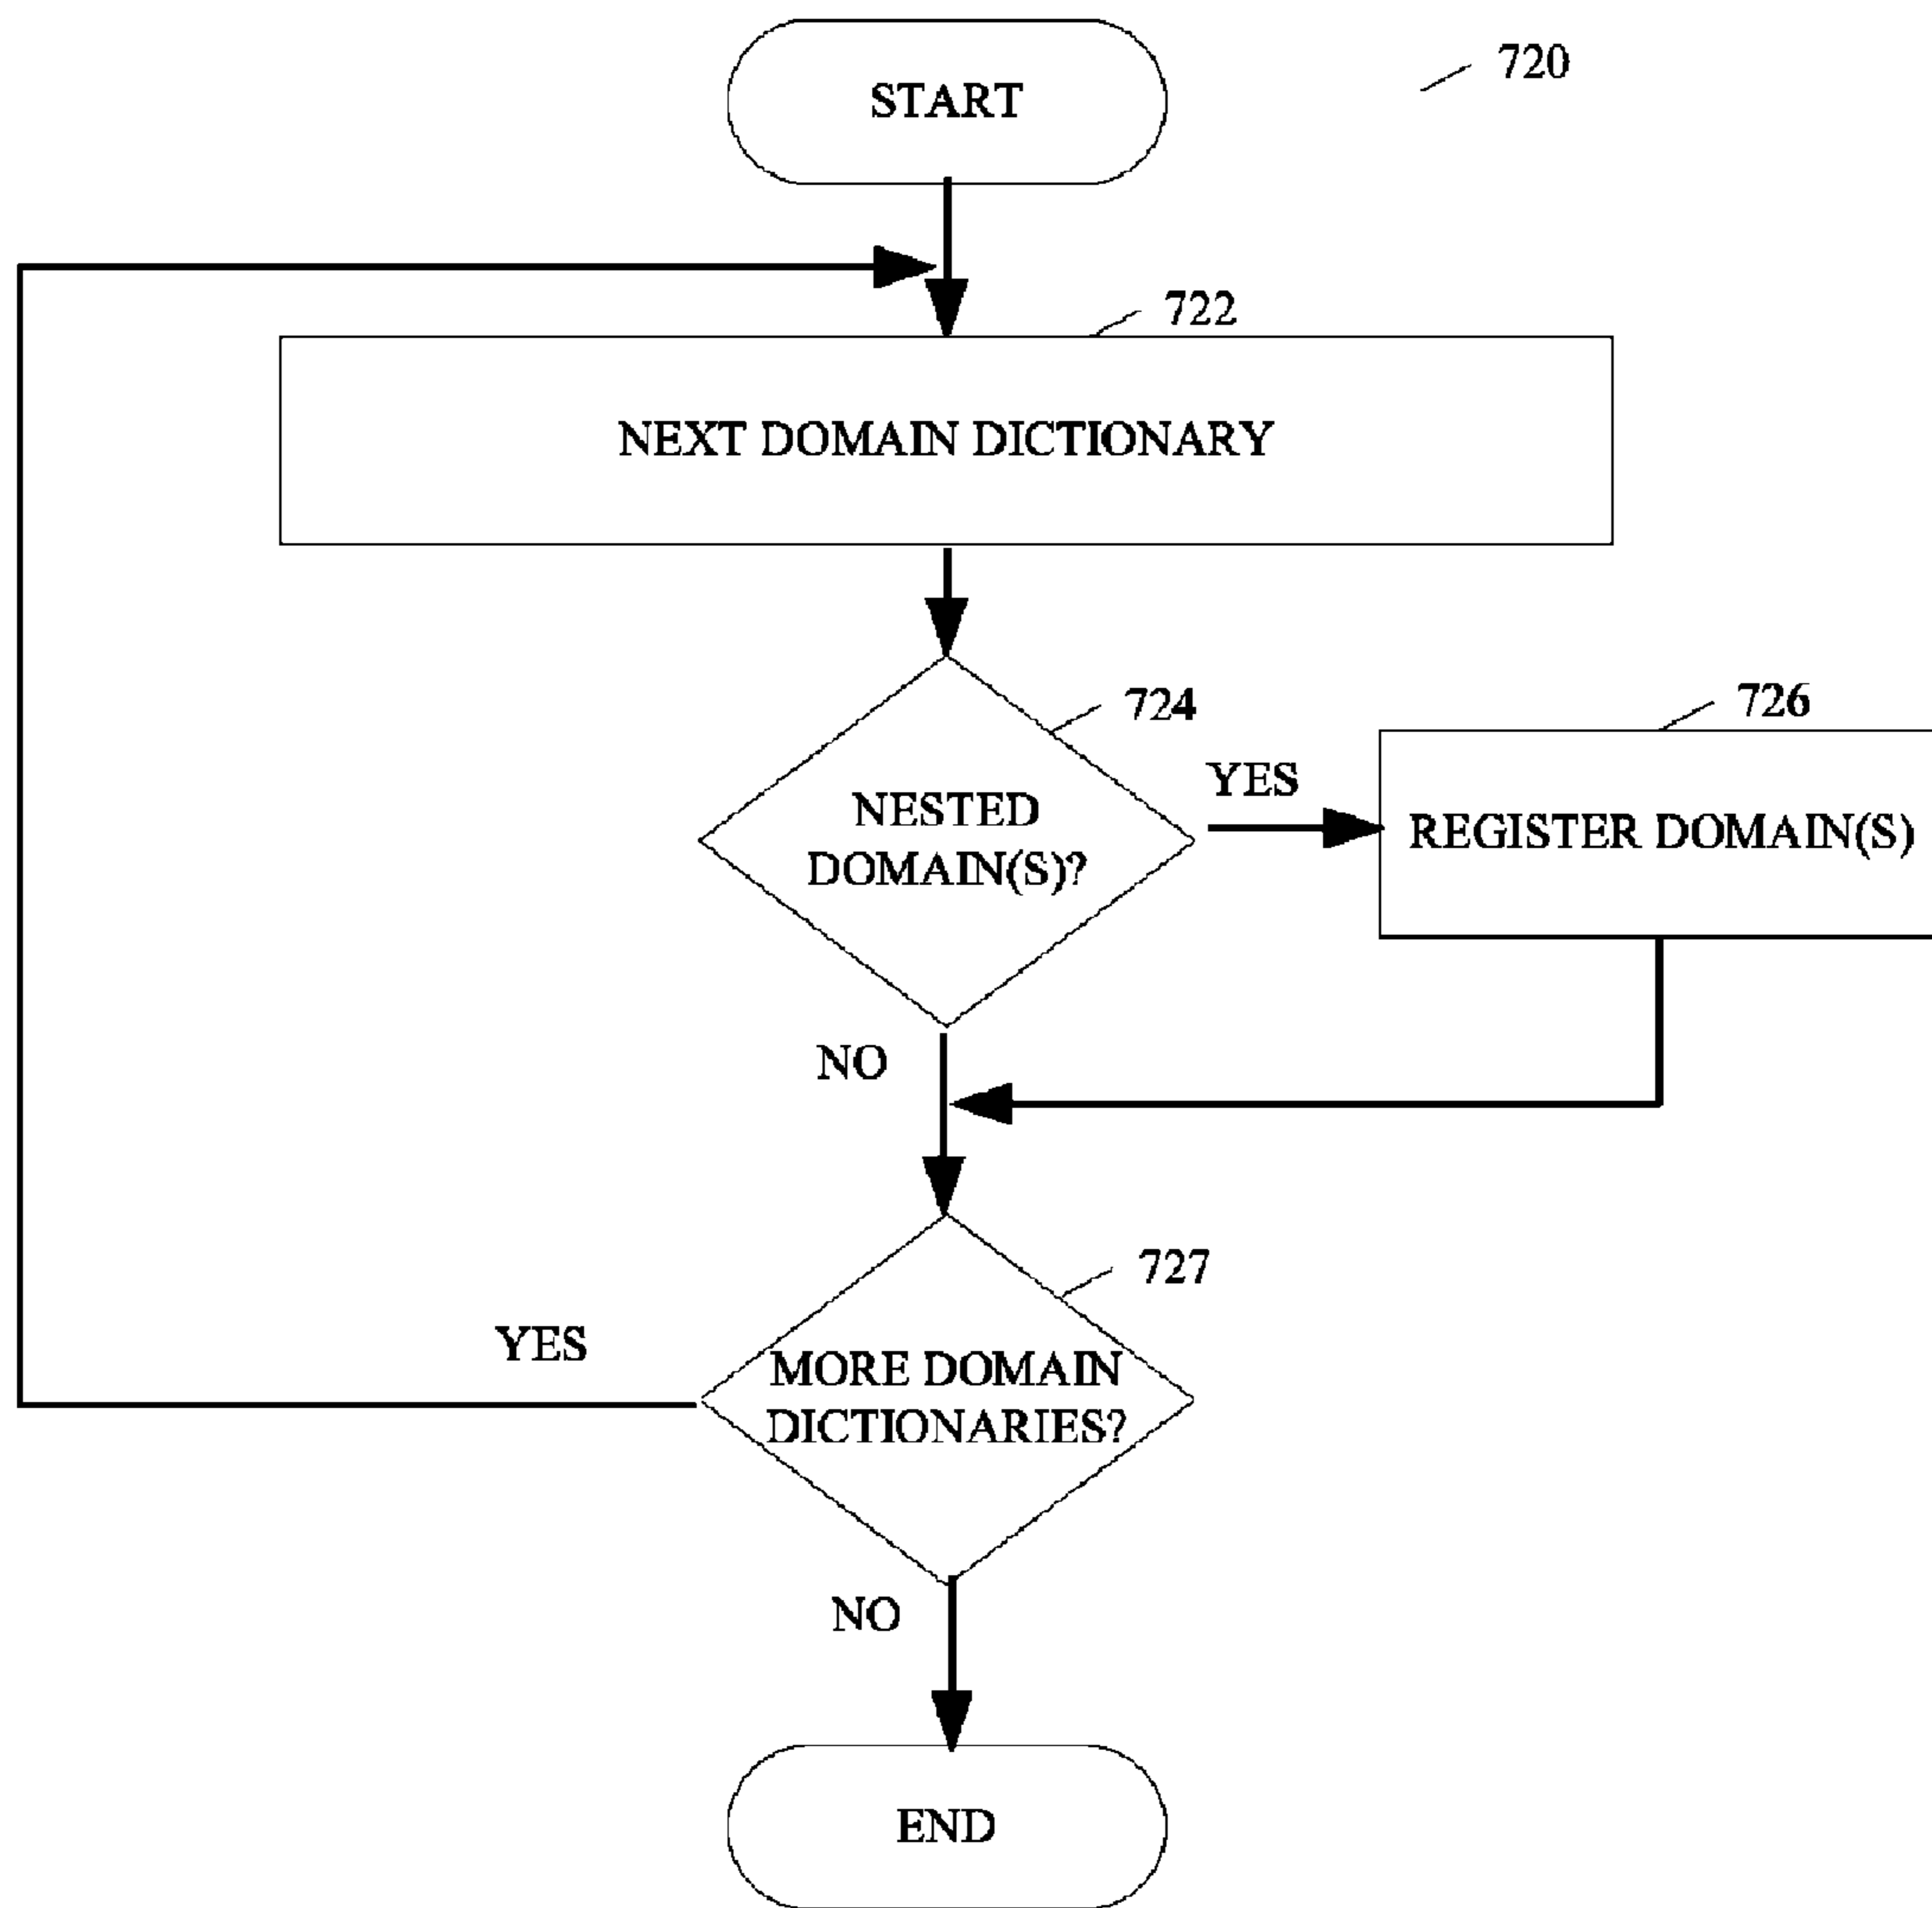 START
720
722
NEXT DOMAIN DICTIONARY
724
726
YES
NESTED
DOMAIN(S)?
REGISTER DOMAIN(S)
NO
727
YES
MORE DOMAIN
DICTIONARIES?
NO
END